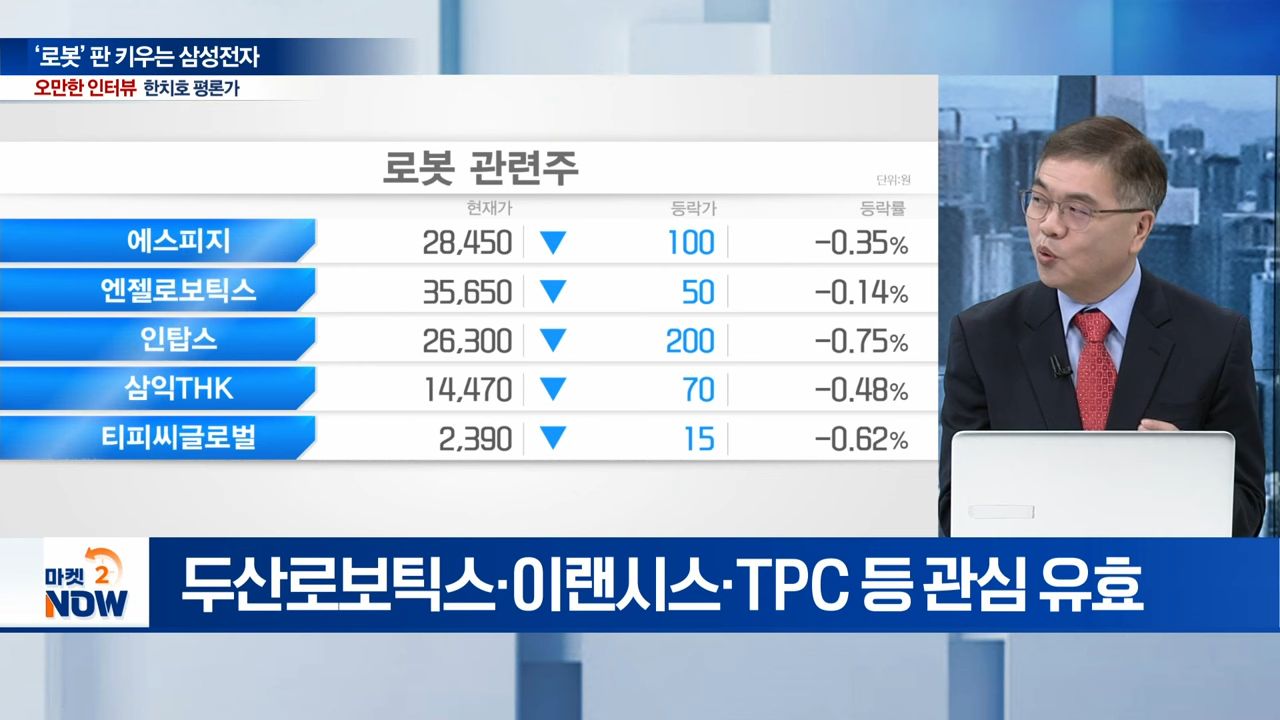 ‘로봇’ 판 키우는 삼성전자
오만한 인터뷰 한치호 평론가
로봇 관련주
단위:원
현재가 등락가 등락률
에스피지 28,450 ▼ 100 -0.35%
엔젤로보틱스 35,650 ▼ 50 -0.14%
인탑스 26,300 ▼ 200 -0.75%
삼익THK 14,470 ▼ 70 -0.48%
티피씨글로벌 2,390 ▼ 15 -0.62%
마켓 2
NOW
두산로보틱스·이랜시스·TPC 등 관심 유효